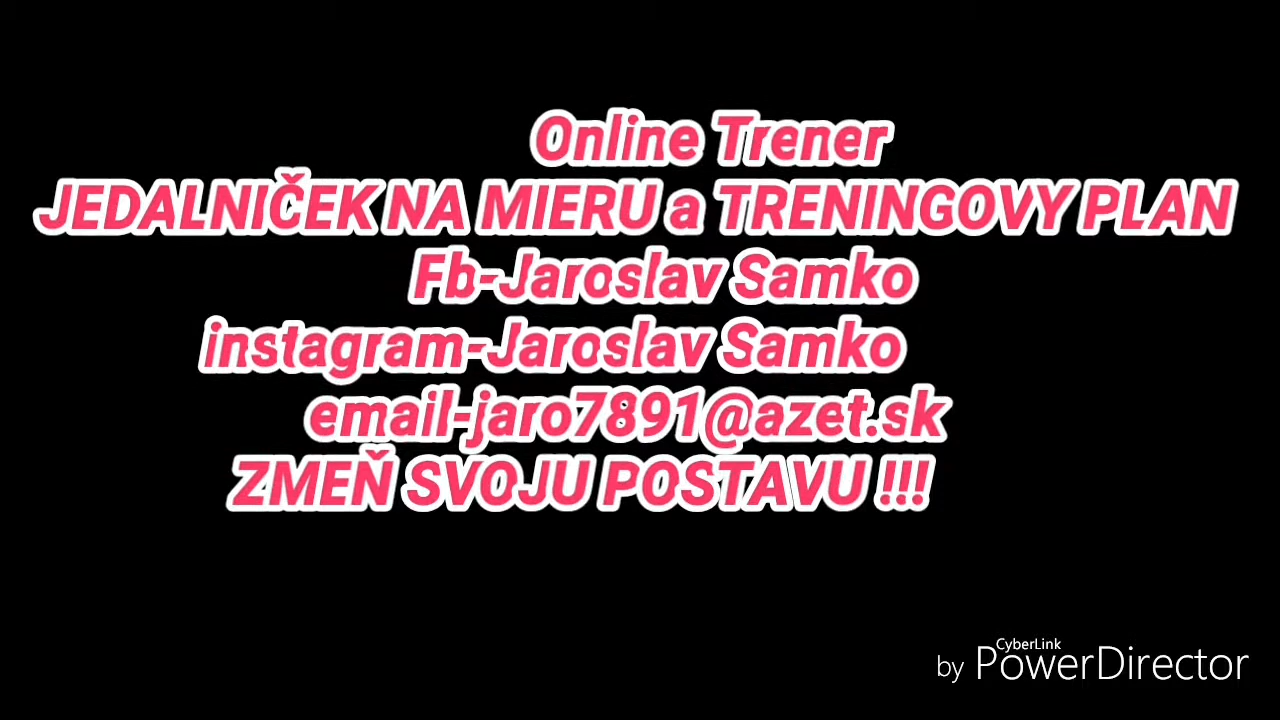 Online Trener
JEDALNIČEK NA MIERU a TRENINGOVY PLAN
Fb-Jaroslav Samko
instagram-Jaroslav Samko
email-jaro7891@azet.sk
ZMEŇ SVOJU POSTAVU !!!
CyberLink
by PowerDirector